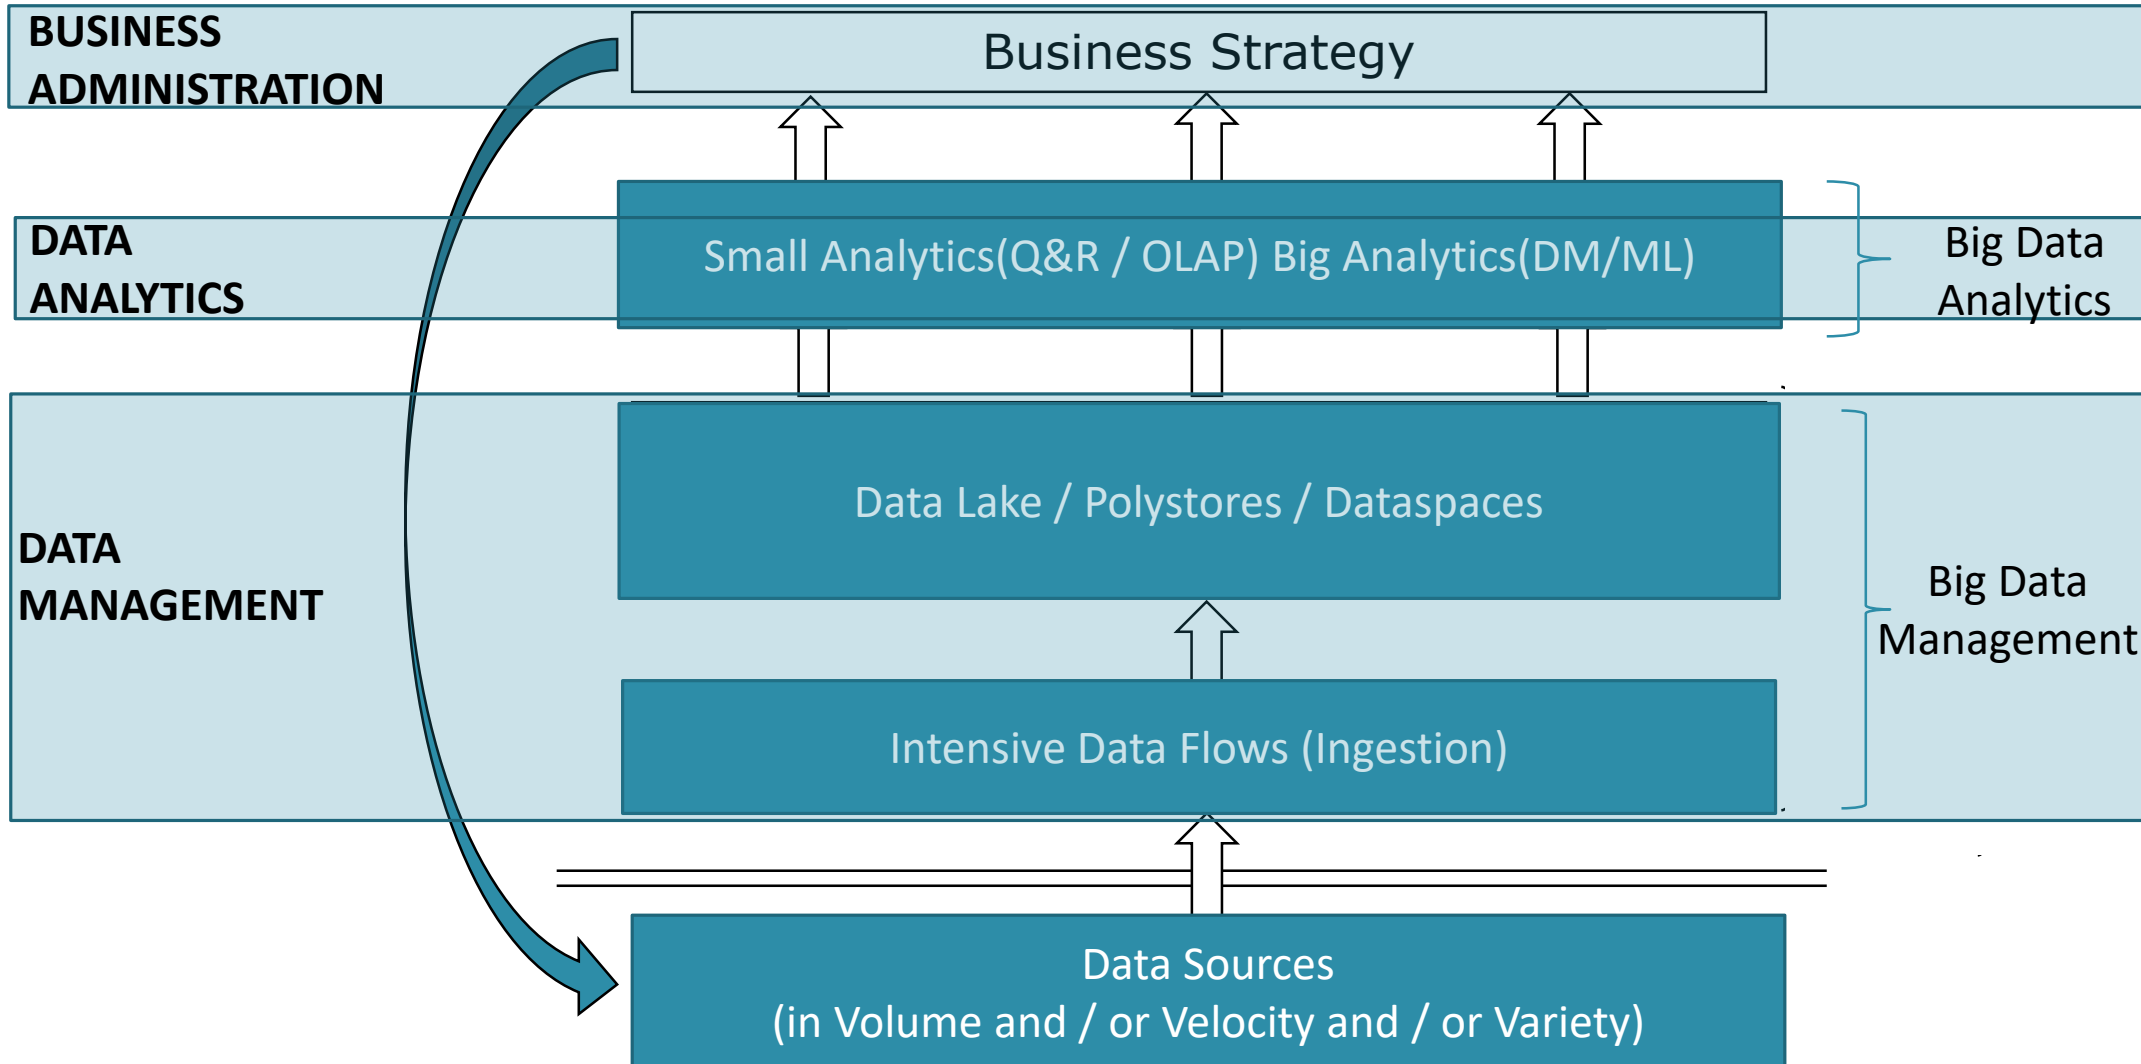 BUSINESS
ADMINISTRATION
Business Strategy
DATA
ANALYTICS
Small Analytics(Q&R / OLAP) Big Analytics(DM/ML)
Big Data
Analytics
DATA
MANAGEMENT
Data Lake / Polystores / Dataspaces
Big Data
Management
Intensive Data Flows (Ingestion)
Data Sources
(in Volume and / or Velocity and / or Variety)